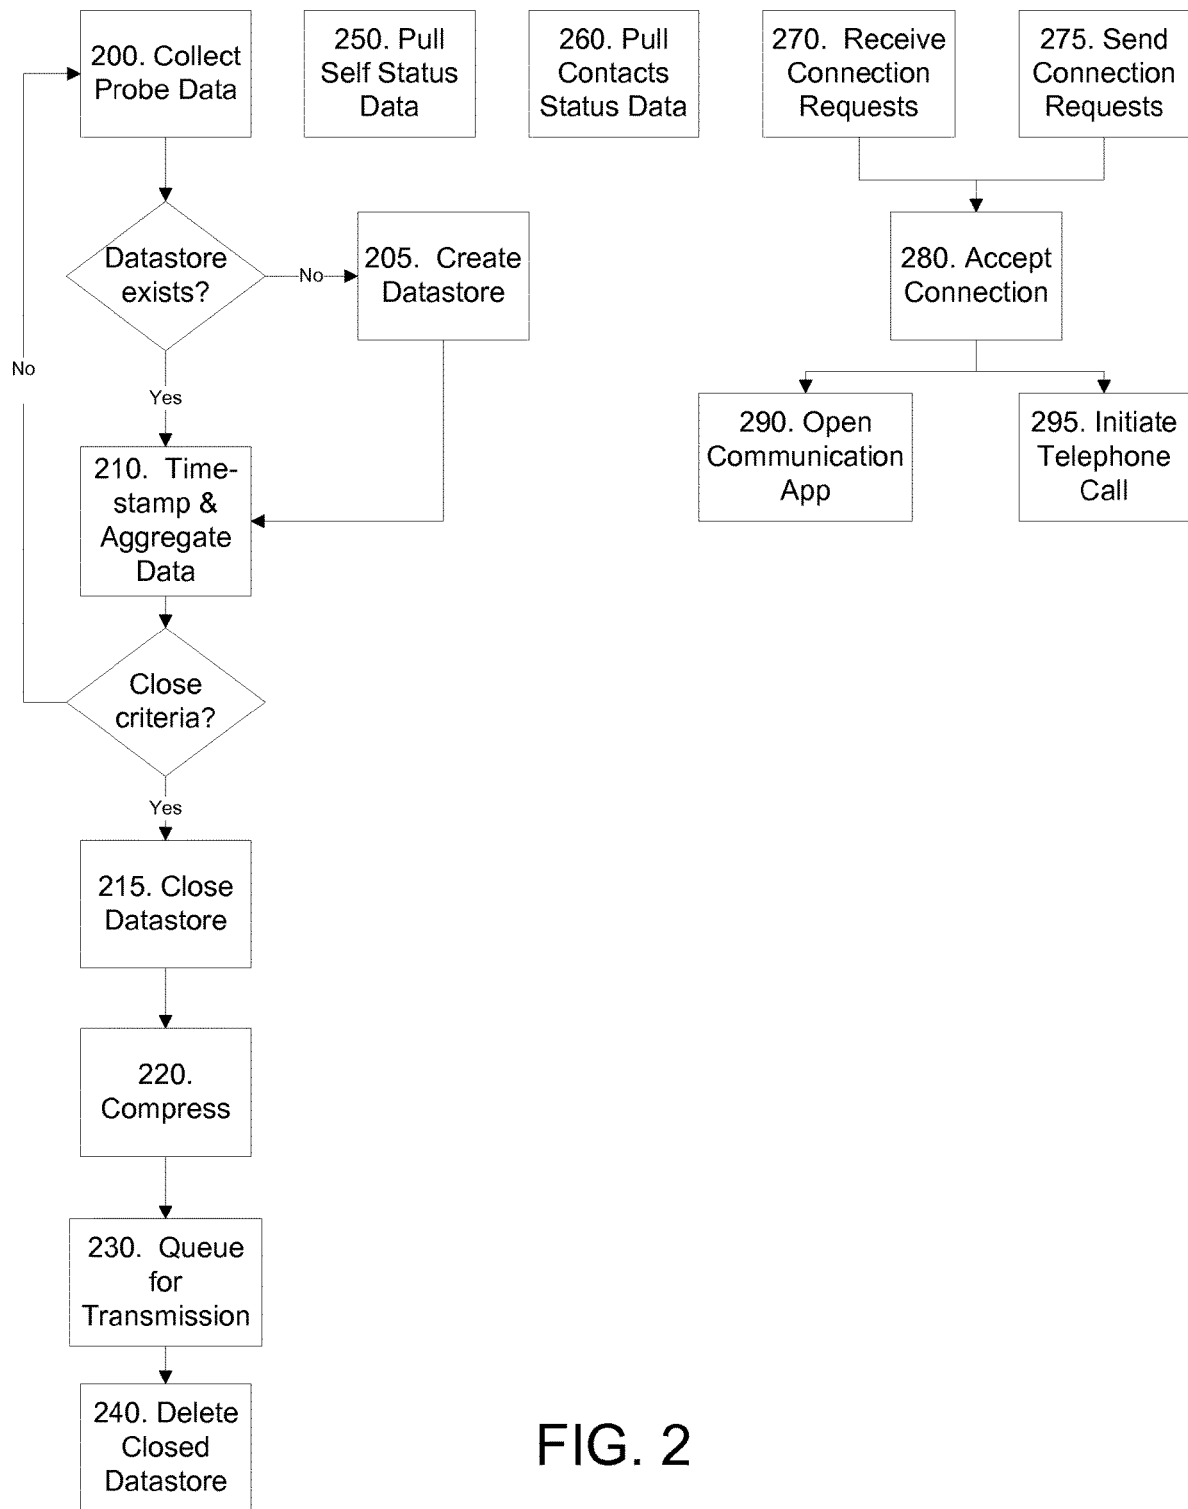 200. Collect
Probe Data
250. Pull
Self Status
Data
260. Pull
Contacts
Status Data
270. Receive
Connection
Requests
275. Send
Connection
Requests
Datastore
exists?
No
205. Create
Datastore
280. Accept
Connection
No
Yes
290. Open
Communication
App
295. Initiate
Telephone
Call
210. Time-
stamp &
Aggregate
Data
Close
criteria?
Yes
215. Close
Datastore
220.
Compress
230. Queue
for
Transmission
240. Delete
Closed
Datastore
FIG. 2